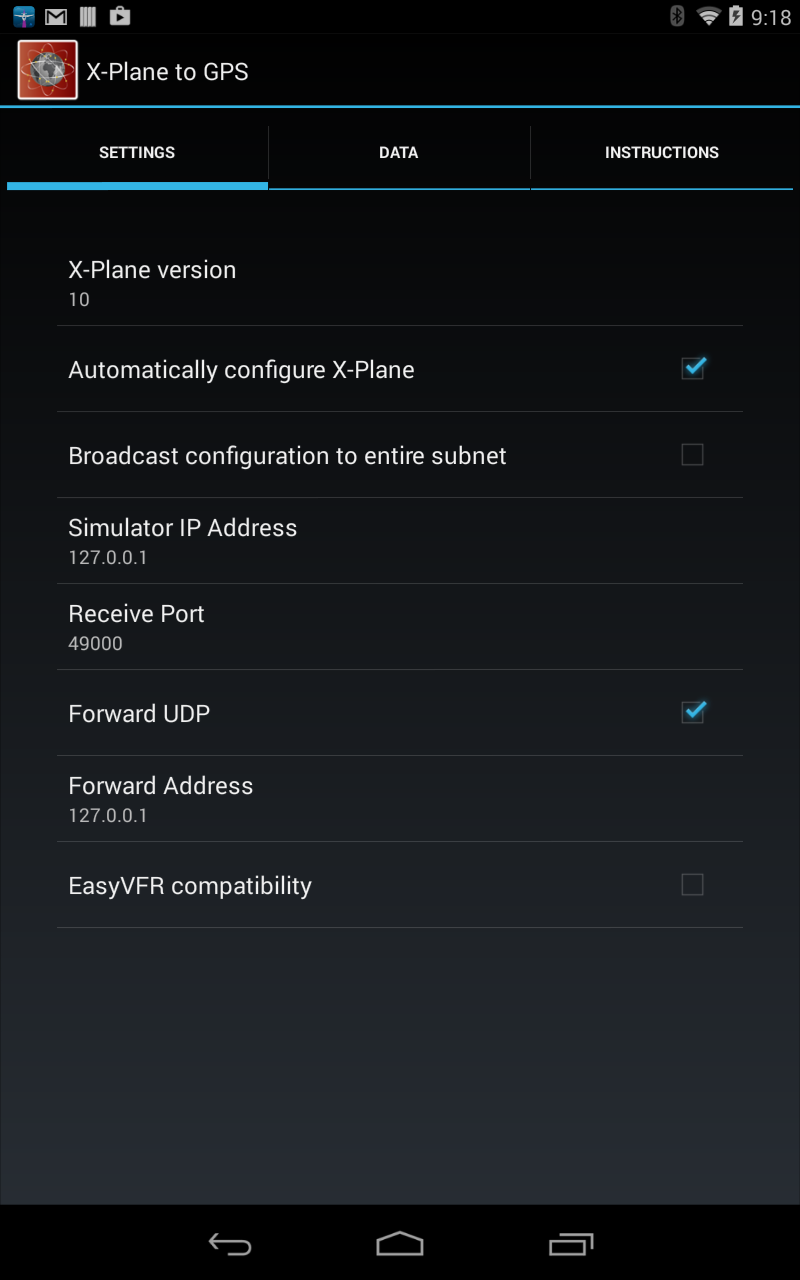 9:18
X-Plane to GPS
SETTINGS
DATA
INSTRUCTIONS
X-Plane version
10
Automatically configure X-Plane
Broadcast configuration to entire subnet
Simulator IP Address
127.0.0.1
Receive Port
49000
Forward UDP
Forward Address
127.0.0.1
EasyVFR compatibility